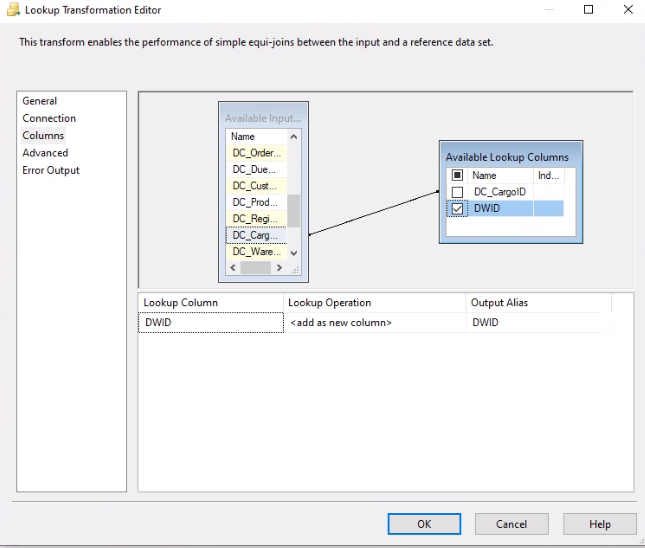 Lookup Transformation Editor
This transform enables the performance of simple equi-joins between the input and a reference data set.
General
Connection
Columns
Advanced
Error Output
Available Input...
Name
DC_Order...
DC_Due...
DC_Cust...
DC_Prod...
DC_Regi...
DC_Carg...
DC_Ware...
Available Lookup Columns
Name Ind...
DC_CargoID
DWID
Lookup Column Lookup Operation Output Alias
DWID <add as new column> DWID
OK Cancel Help